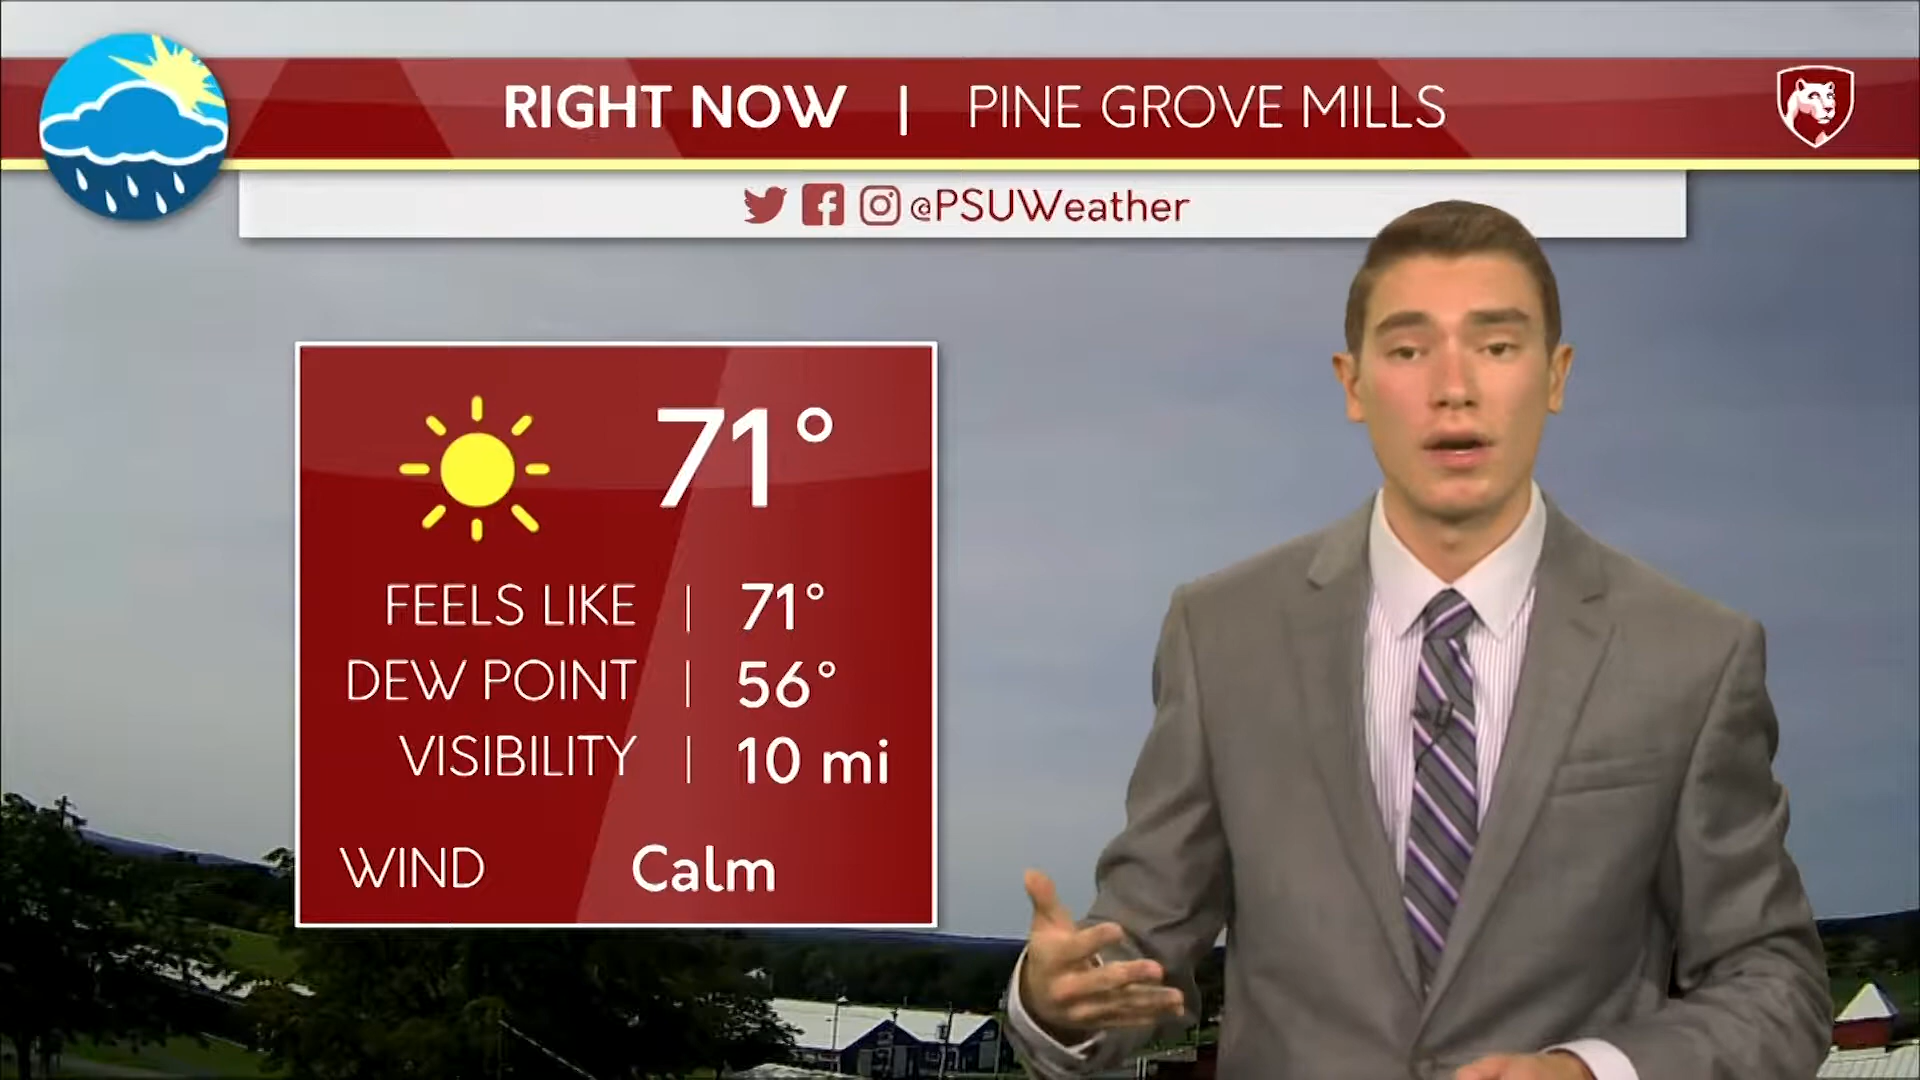 RIGHT NOW | PINE GROVE MILLS
@PSUWeather
71°
FEELS LIKE | 71°
DEW POINT | 56°
VISIBILITY | 10 mi
WIND Calm